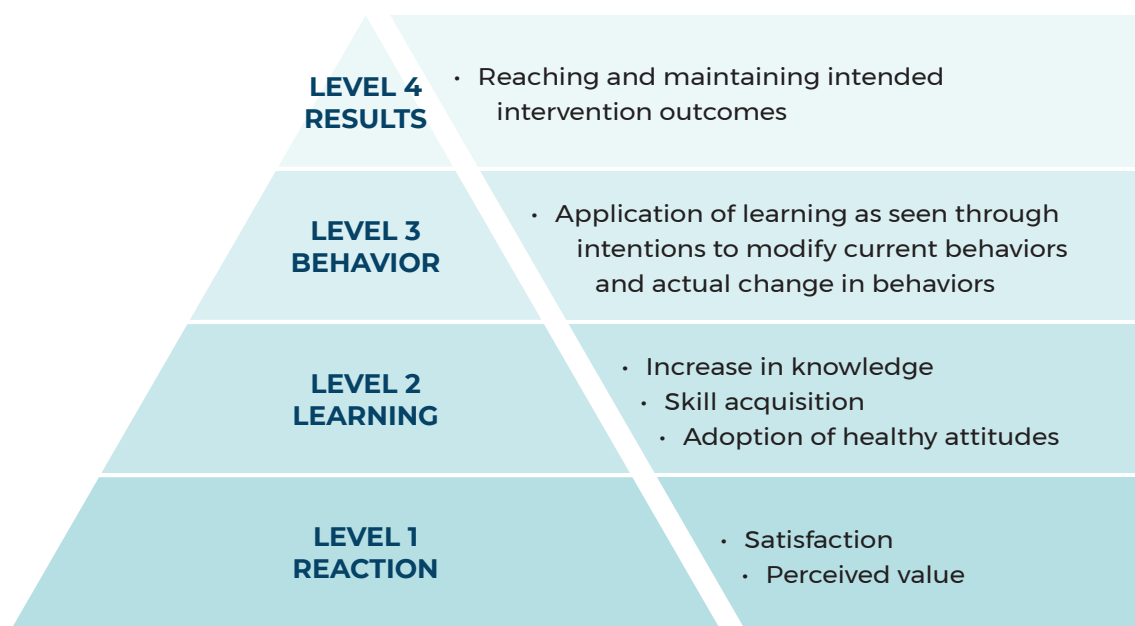 LEVEL 4
RESULTS
• Reaching and maintaining intended
intervention outcomes
LEVEL 3
BEHAVIOR
• Application of learning as seen through
intentions to modify current behaviors
and actual change in behaviors
LEVEL 2
LEARNING
• Increase in knowledge
• Skill acquisition
• Adoption of healthy attitudes
LEVEL 1
REACTION
• Satisfaction
• Perceived value